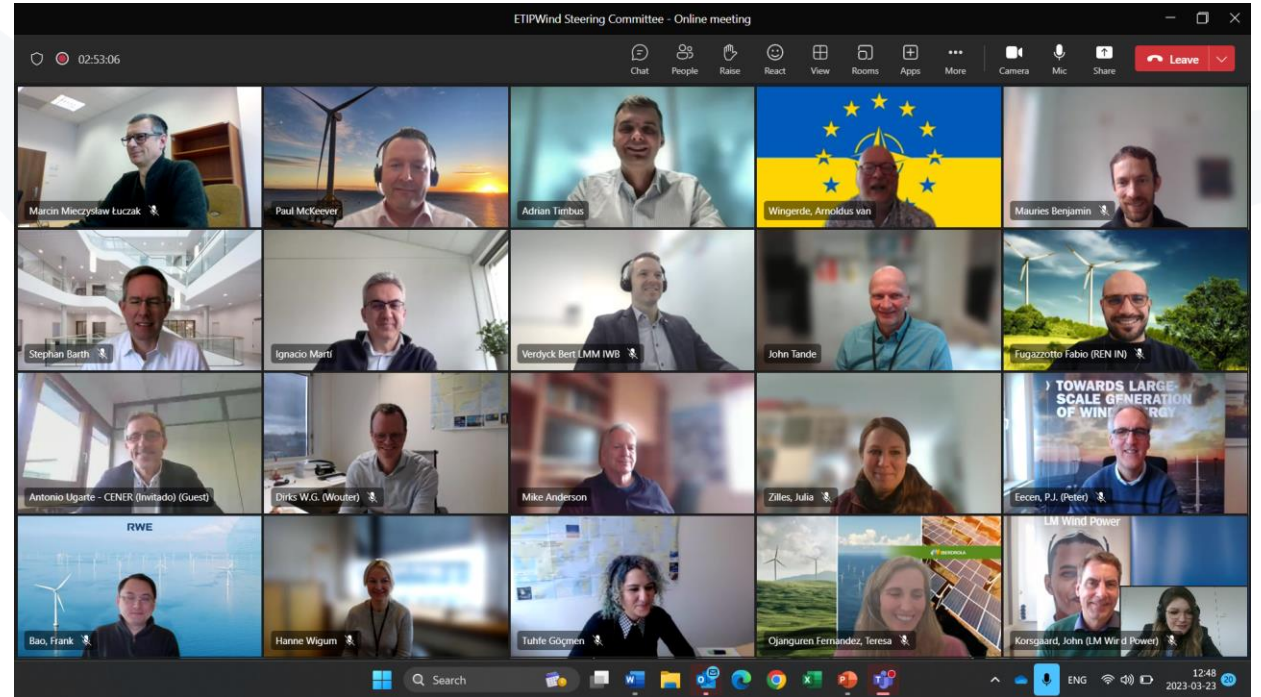 ETIPWind Steering Committee - Online meeting
02:53:06
Chat
People
Raise
React
View
Rooms
Apps
More
Camera
Mic
Share
Leave
Marcin Mieczysław Łuczak
Paul McKeever
Adrian Timbus
Wingerde, Arnoldus van
Mauries Benjamin
Stephan Barth
Ignacio Martí
Verdyck Bert LMM IWB
John Tande
Fugazzotto Fabio (REN IN)
TOWARDS LARGE-
SCALE GENERATION
OF WIND
Antonio Ugarte - CENER (Invitado) (Guest)
Dirks W.G. (Wouter)
Mike Anderson
Zilles, Julia
Eecen, P.J. (Peter)
RWE
LM Wind Power
IBERDROLA
Bao, Frank
Hanne Wigum
Tuhfe Göçmen
Ojanguren Fernandez, Teresa
Korsgaard, John (LM Wind Power)
Search
ENG
12:48
2023-03-23
20